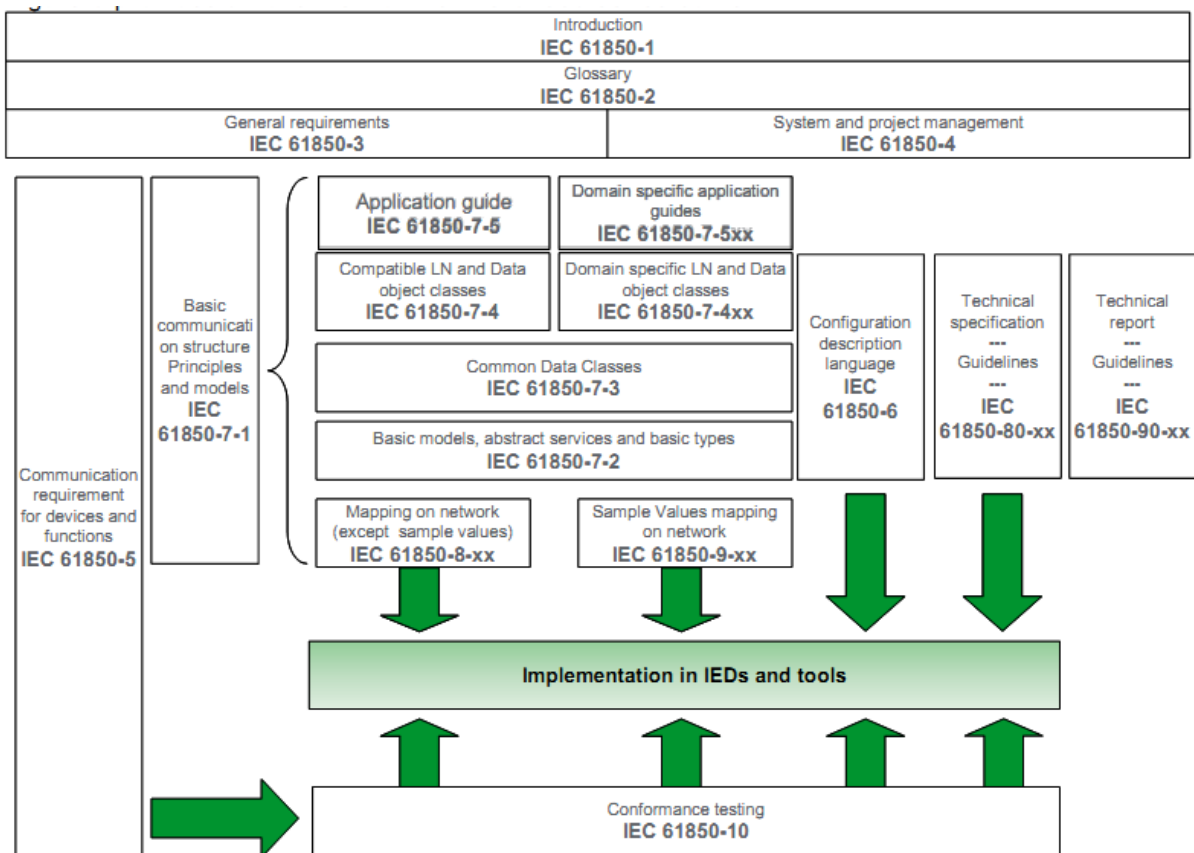 Introduction
IEC 61850-1
Glossary
IEC 61850-2
General requirements
IEC 61850-3
System and project management
IEC 61850-4
Communication
requirement
for devices and
functions
IEC 61850-5
Basic
communicati
on structure
Principles
and models
IEC
61850-7-1
Application guide
IEC 61850-7-5
Domain specific application
guides
IEC 61850-7-5xx
Compatible LN and Data
object classes
IEC 61850-7-4
Domain specific LN and Data
object classes
IEC 61850-7-4xx
Common Data Classes
IEC 61850-7-3
Basic models, abstract services and basic types
IEC 61850-7-2
Mapping on network
(except sample values)
IEC 61850-8-xx
Sample Values mapping
on network
IEC 61850-9-xx
Configuration
description
language
IEC
61850-6
Technical
specification
---
Guidelines
---
IEC
61850-80-xx
Technical
report
---
Guidelines
---
IEC
61850-90-xx
Implementation in IEDs and tools
Conformance testing
IEC 61850-10